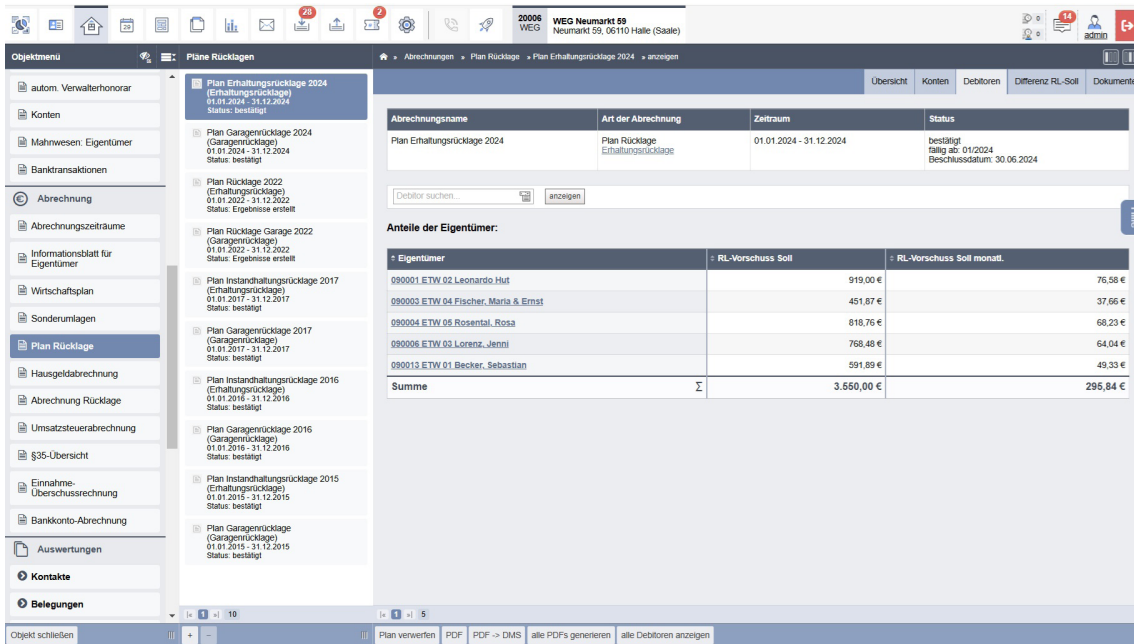 28
2
29
20006
WEG
WEG Neumarkt 59
Neumarkt 59, 06110 Halle (Saale)
14
admin
Objektmenü
Pläne Rücklagen
» Abrechnungen » Plan Rücklage » Plan Erhaltungsrücklage 2024 » anzeigen
autom. Verwalterhonorar
Konten
Mahnwesen: Eigentümer
Banktransaktionen
Abrechnung
Abrechnungszeiträume
Informationsblatt für
Eigentümer
Wirtschaftsplan
Sonderumlagen
Plan Rücklage
Hausgeldabrechnung
Abrechnung Rücklage
Umsatzsteuerabrechnung
§35-Übersicht
Einnahme-
Überschussrechnung
Bankkonto-Abrechnung
Auswertungen
Kontakte
Belegungen
Objekt schließen
Plan Erhaltungsrücklage 2024
(Erhaltungsrücklage)
01.01.2024 - 31.12.2024
Status: bestätigt
Plan Garagenrücklage 2024
(Garagenrücklage)
01.01.2024 - 31.12.2024
Status: bestätigt
Plan Rücklage 2022
(Erhaltungsrücklage)
01.01.2022 - 31.12.2022
Status: Ergebnisse erstellt
Plan Rücklage Garage 2022
(Garagenrücklage)
01.01.2022 - 31.12.2022
Status: Ergebnisse erstellt
Plan Instandhaltungsrücklage 2017
(Erhaltungsrücklage)
01.01.2017 - 31.12.2017
Status: bestätigt
Plan Garagenrücklage 2017
(Garagenrücklage)
01.01.2017 - 31.12.2017
Status: bestätigt
Plan Instandhaltungsrücklage 2016
(Erhaltungsrücklage)
01.01.2016 - 31.12.2016
Status: bestätigt
Plan Garagenrücklage 2016
(Garagenrücklage)
01.01.2016 - 31.12.2016
Status: bestätigt
Plan Instandhaltungsrücklage 2015
(Erhaltungsrücklage)
01.01.2015 - 31.12.2015
Status: bestätigt
Plan Garagenrücklage
(Garagenrücklage)
01.01.2015 - 31.12.2015
Status: bestätigt
|« 1 »| 10
+ −
Übersicht Konten Debitoren Differenz RL-Soll Dokumente
Abrechnungsname Art der Abrechnung Zeitraum Status
Plan Erhaltungsrücklage 2024 Plan Rücklage 01.01.2024 - 31.12.2024 bestätigt
Erhaltungsrücklage fällig ab: 01/2024
Beschlussdatum: 30.06.2024
Debitor suchen... anzeigen
Anteile der Eigentümer:
Eigentümer RL-Vorschuss Soll RL-Vorschuss Soll monatl.
090001 ETW 02 Leonardo Hut 919,00 € 76,58 €
090003 ETW 04 Fischer, Maria & Ernst 451,87 € 37,66 €
090004 ETW 05 Rosental, Rosa 818,76 € 68,23 €
090006 ETW 03 Lorenz, Jenni 768,48 € 64,04 €
090013 ETW 01 Becker, Sebastian 591,89 € 49,33 €
Summe Σ 3.550,00 € 295,84 €
|« 1 »| 5
Plan verwerfen PDF PDF -> DMS alle PDFs generieren alle Debitoren anzeigen